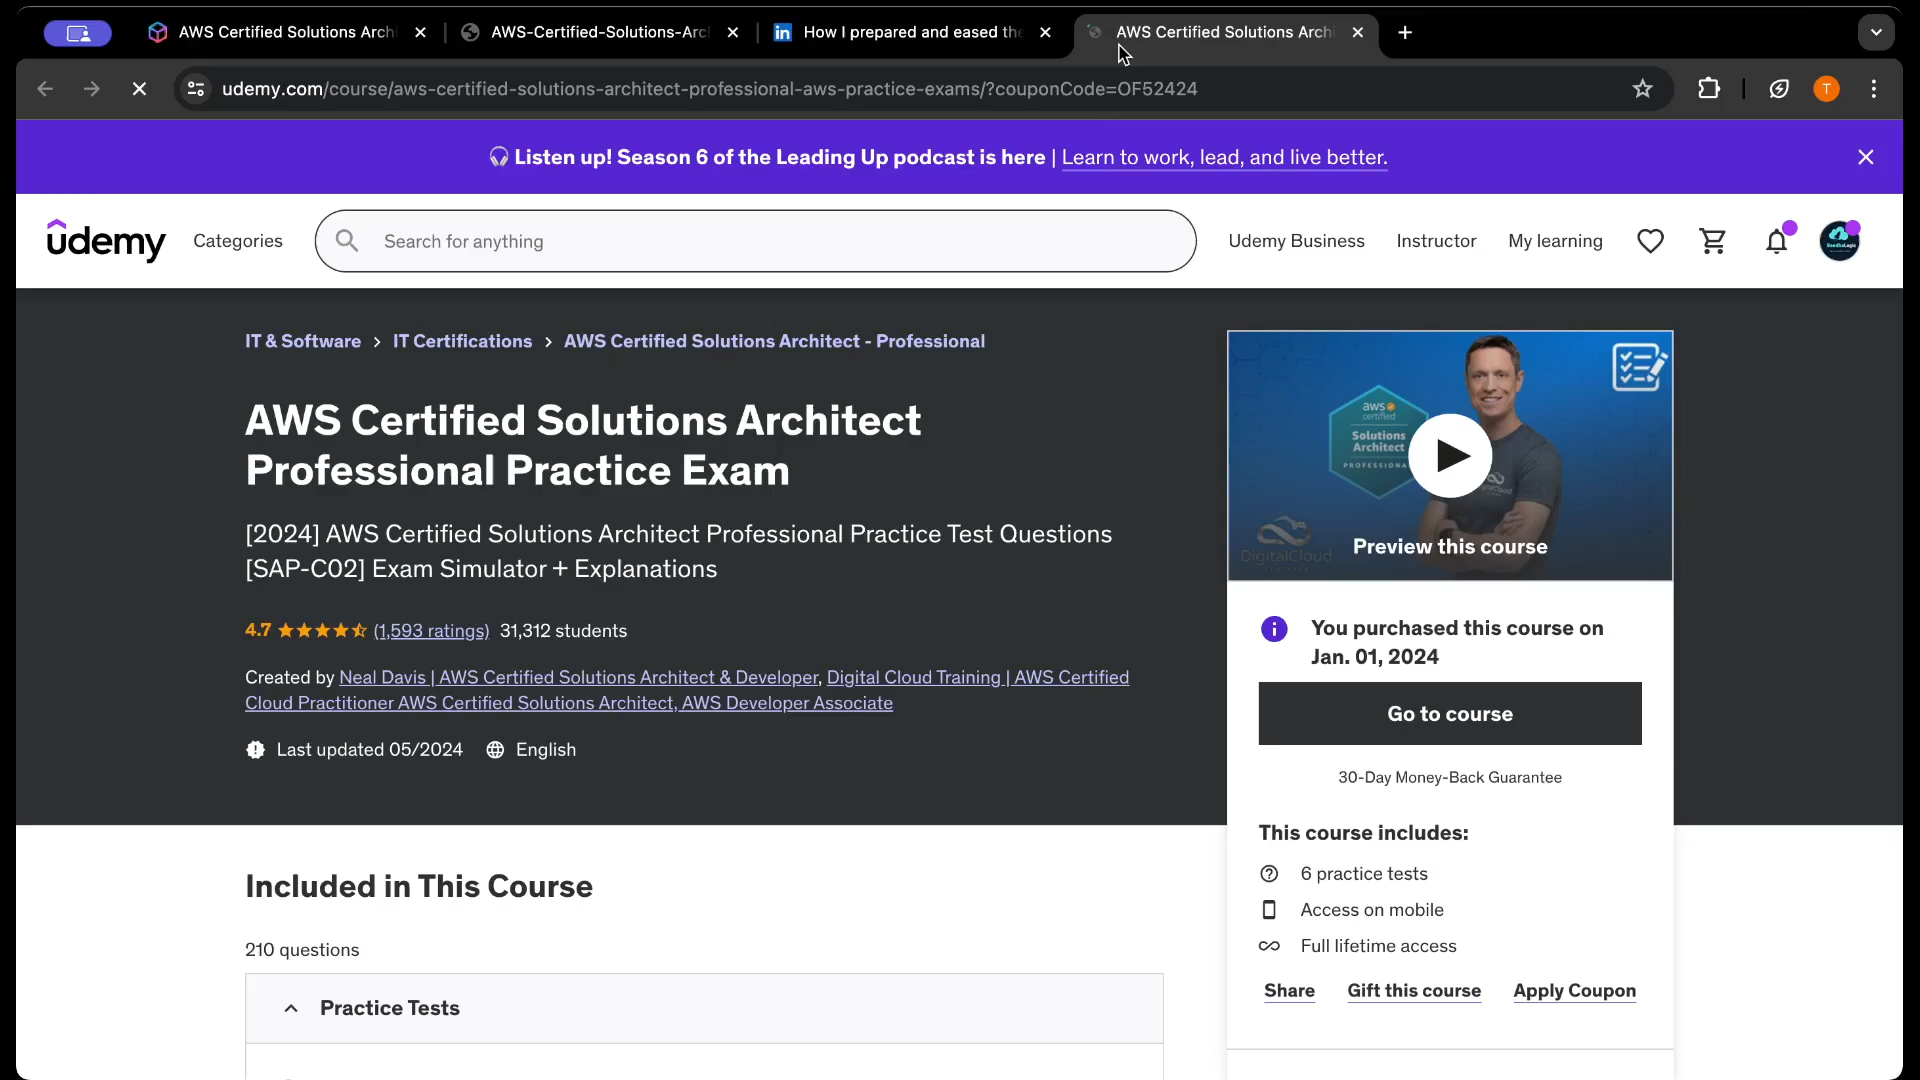 AWS Certified Solutions Archi
AWS-Certified-Solutions-Arc
How I prepared and eased the
AWS Certified Solutions Archi
udemy.com/course/aws-certified-solutions-architect-professional-aws-practice-exams/?couponCode=OF52424
T
Listen up! Season 6 of the Leading Up podcast is here | Learn to work, lead, and live better.
udemy
Categories
Search for anything
Udemy Business
Instructor
My learning
IT & Software > IT Certifications > AWS Certified Solutions Architect - Professional
AWS Certified Solutions Architect
Professional Practice Exam
[2024] AWS Certified Solutions Architect Professional Practice Test Questions
[SAP-C02] Exam Simulator + Explanations
4.7 (1,593 ratings) 31,312 students
Created by Neal Davis | AWS Certified Solutions Architect & Developer, Digital Cloud Training | AWS Certified
Cloud Practitioner AWS Certified Solutions Architect, AWS Developer Associate
Last updated 05/2024 English
aws
certified
Solutions
Architect
PROFESSIONAL
DigitalCloud
Preview this course
You purchased this course on
Jan. 01, 2024
Go to course
30-Day Money-Back Guarantee
This course includes:
6 practice tests
Access on mobile
Full lifetime access
Share Gift this course Apply Coupon
Included in This Course
210 questions
Practice Tests